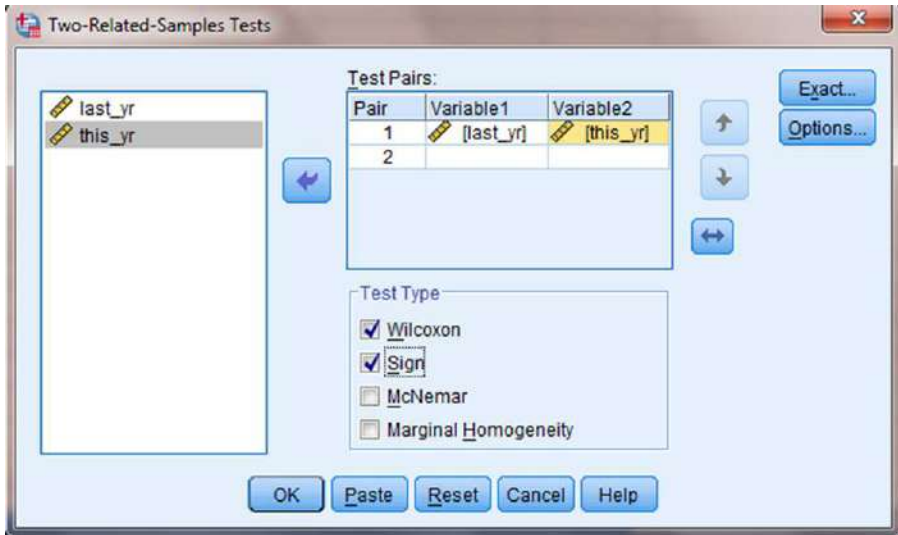 Two-Related-Samples Tests
last_yr
this_yr
Test Pairs:
Pair Variable1 Variable2
1 [last_yr] [this_yr]
2
Exact...
Options...
Test Type
Wilcoxon
Sign
McNemar
Marginal Homogeneity
OK Paste Reset Cancel Help